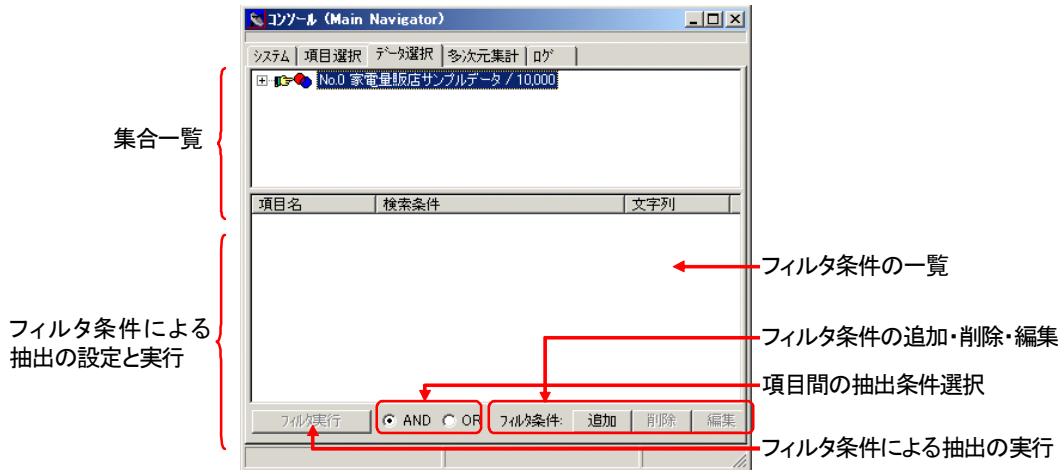 コンソール (Main Navigator)
システム 項目選択 データ選択 多次元集計 ログ
No.0 家電量販店サンプルデータ / 10,000
集合一覧
項目名 検索条件 文字列
フィルタ条件の一覧
フィルタ条件による
抽出の設定と実行
フィルタ条件の追加・削除・編集
項目間の抽出条件選択
フィルタ実行 AND OR フィルタ条件: 追加 削除 編集
フィルタ条件による抽出の実行